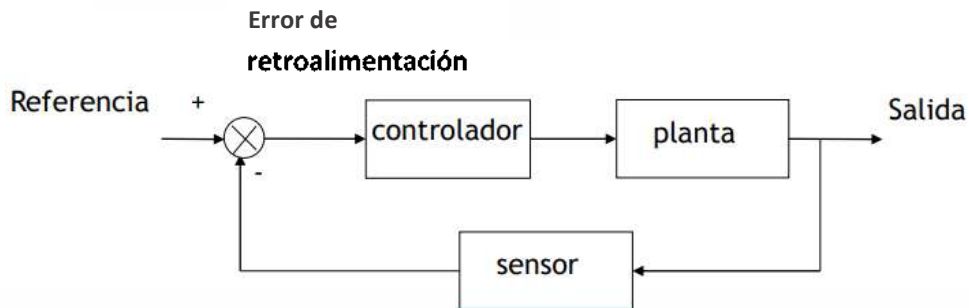 Error de
retroalimentación
Referencia
+
Salida
controlador
planta
-
sensor